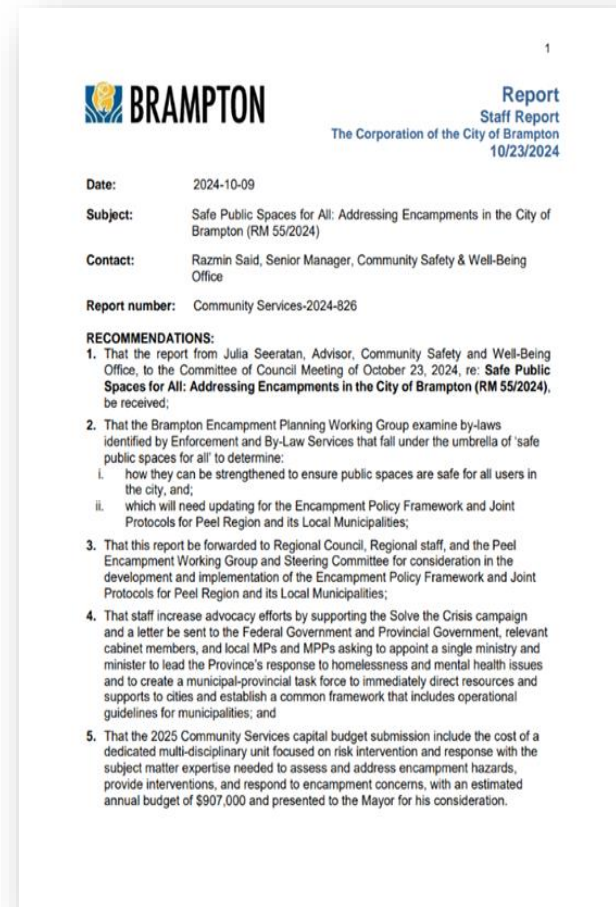 1
BRAMPTON
Report
Staff Report
The Corporation of the City of Brampton
10/23/2024
Date: 2024-10-09
Subject: Safe Public Spaces for All: Addressing Encampments in the City of
Brampton (RM 55/2024)
Contact: Razmin Said, Senior Manager, Community Safety & Well-Being
Office
Report number: Community Services-2024-826
RECOMMENDATIONS:
1. That the report from Julia Seeratan, Advisor, Community Safety and Well-Being
Office, to the Committee of Council Meeting of October 23, 2024, re: Safe Public
Spaces for All: Addressing Encampments in the City of Brampton (RM 55/2024),
be received;
2. That the Brampton Encampment Planning Working Group examine by-laws
identified by Enforcement and By-Law Services that fall under the umbrella of 'safe
public spaces for all' to determine:
i. how they can be strengthened to ensure public spaces are safe for all users in
the city, and;
ii. which will need updating for the Encampment Policy Framework and Joint
Protocols for Peel Region and its Local Municipalities;
3. That this report be forwarded to Regional Council, Regional staff, and the Peel
Encampment Working Group and Steering Committee for consideration in the
development and implementation of the Encampment Policy Framework and Joint
Protocols for Peel Region and its Local Municipalities;
4. That staff increase advocacy efforts by supporting the Solve the Crisis campaign
and a letter be sent to the Federal Government and Provincial Government, relevant
cabinet members, and local MPs and MPPs asking to appoint a single ministry and
minister to lead the Province's response to homelessness and mental health issues
and to create a municipal-provincial task force to immediately direct resources and
supports to cities and establish a common framework that includes operational
guidelines for municipalities; and
5. That the 2025 Community Services capital budget submission include the cost of a
dedicated multi-disciplinary unit focused on risk intervention and response with the
subject matter expertise needed to assess and address encampment hazards,
provide interventions, and respond to encampment concerns, with an estimated
annual budget of $907,000 and presented to the Mayor for his consideration.